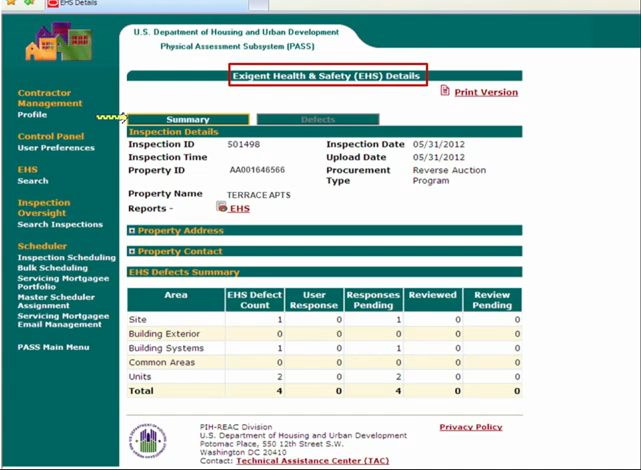 EHS Details
U.S. Department of Housing and Urban Development
Physical Assessment Subsystem (PASS)
Exigent Health & Safety (EHS) Details
Print Version
Contractor
Management
Profile
Control Panel
User Preferences
EHS
Search
Inspection
Oversight
Search Inspections
Scheduler
Inspection Scheduling
Bulk Scheduling
Servicing Mortgagee
Portfolio
Master Scheduler
Assignment
Servicing Mortgagee
Email Management
PASS Main Menu
Summary Defects
Inspection Details
Inspection ID 501498 Inspection Date 05/31/2012
Inspection Time Upload Date 05/31/2012
Property ID AA001646566 Procurement Type Reverse Auction Program
Property Name TERRACE APTS
Reports - EHS
Property Address
Property Contact
EHS Defects Summary
Area EHS Defect Count User Response Responses Pending Reviewed Review Pending
Site 1 0 1 0 0
Building Exterior 0 0 0 0 0
Building Systems 1 0 1 0 0
Common Areas 0 0 0 0 0
Units 2 0 2 0 0
Total 4 0 4 0 0
PIH-REAC Division
U.S. Department of Housing and Urban Development
Potomac Place, 550 12th Street S.W.
Washington DC 20410
Contact: Technical Assistance Center (TAC)
Privacy Policy